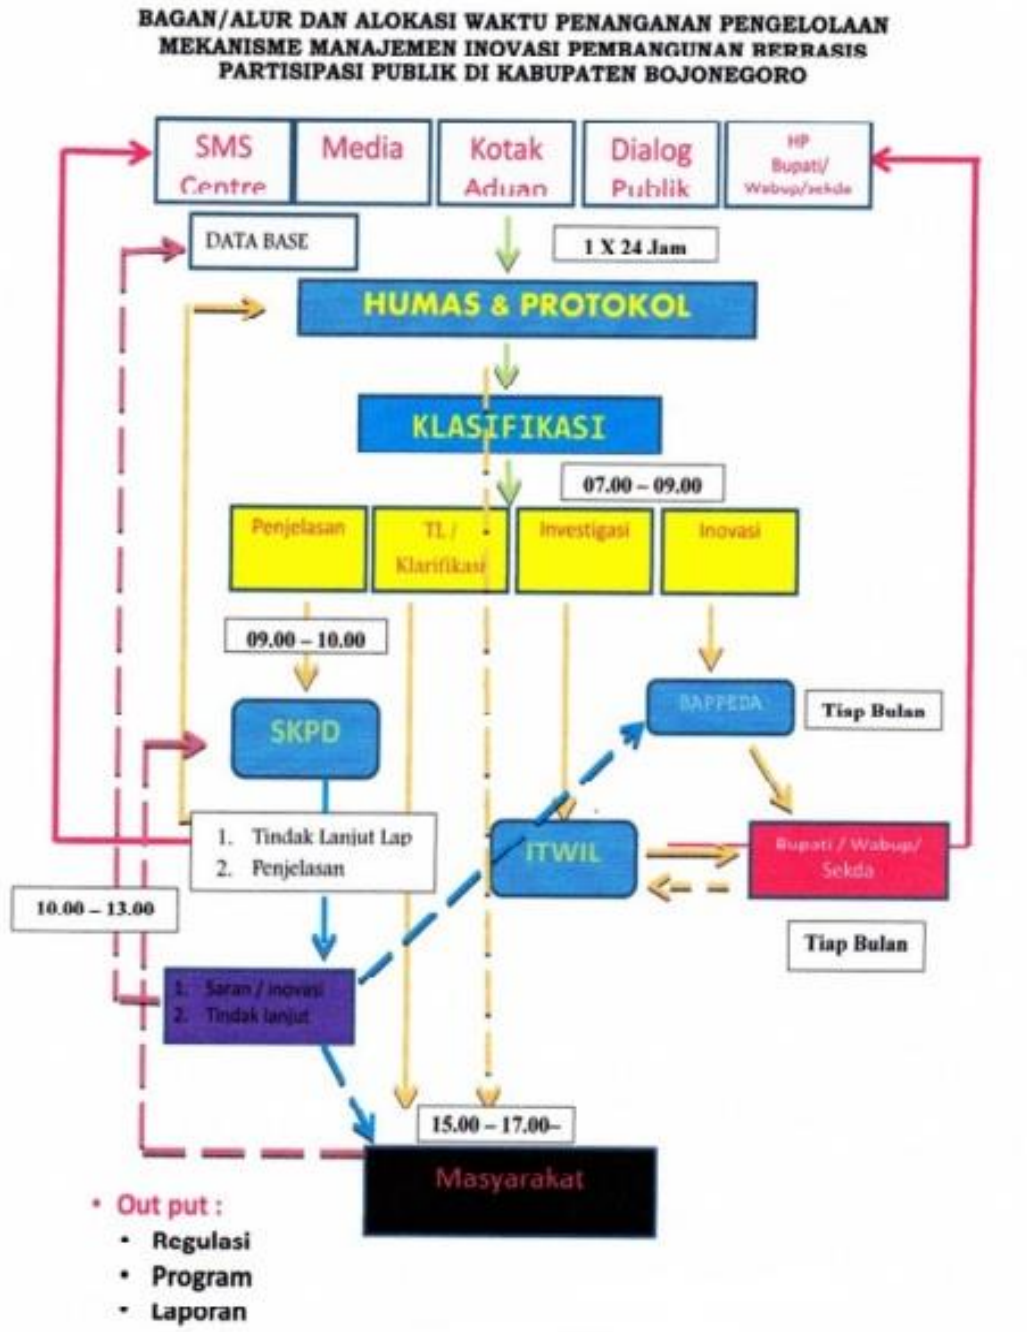 BAGAN/ALUR DAN ALOKASI WAKTU PENANGANAN PENGELOLAAN
MEKANISME MANAJEMEN INOVASI PEMBANGUNAN BERBASIS
PARTISIPASI PUBLIK DI KABUPATEN BOJONEGORO
SMS
Centre
Media
Kotak
Aduan
Dialog
Publik
HP
Bupati/
Wabup/sekda
DATA BASE
1 X 24 Jam
HUMAS & PROTOKOL
KLASIFIKASI
07.00 – 09.00
Penjelasan
TL /
Klarifikasi
Investigasi
Inovasi
09.00 – 10.00
SKPD
BAPPEDA
Tiap Bulan
1. Tindak Lanjut Lap
2. Penjelasan
ITWIL
Bupati / Wabup/
Sekda
10.00 – 13.00
Tiap Bulan
1. Saran / inovasi
2. Tindak lanjut
15.00 – 17.00–
Masyarakat
• Out put :
• Regulasi
• Program
• Laporan